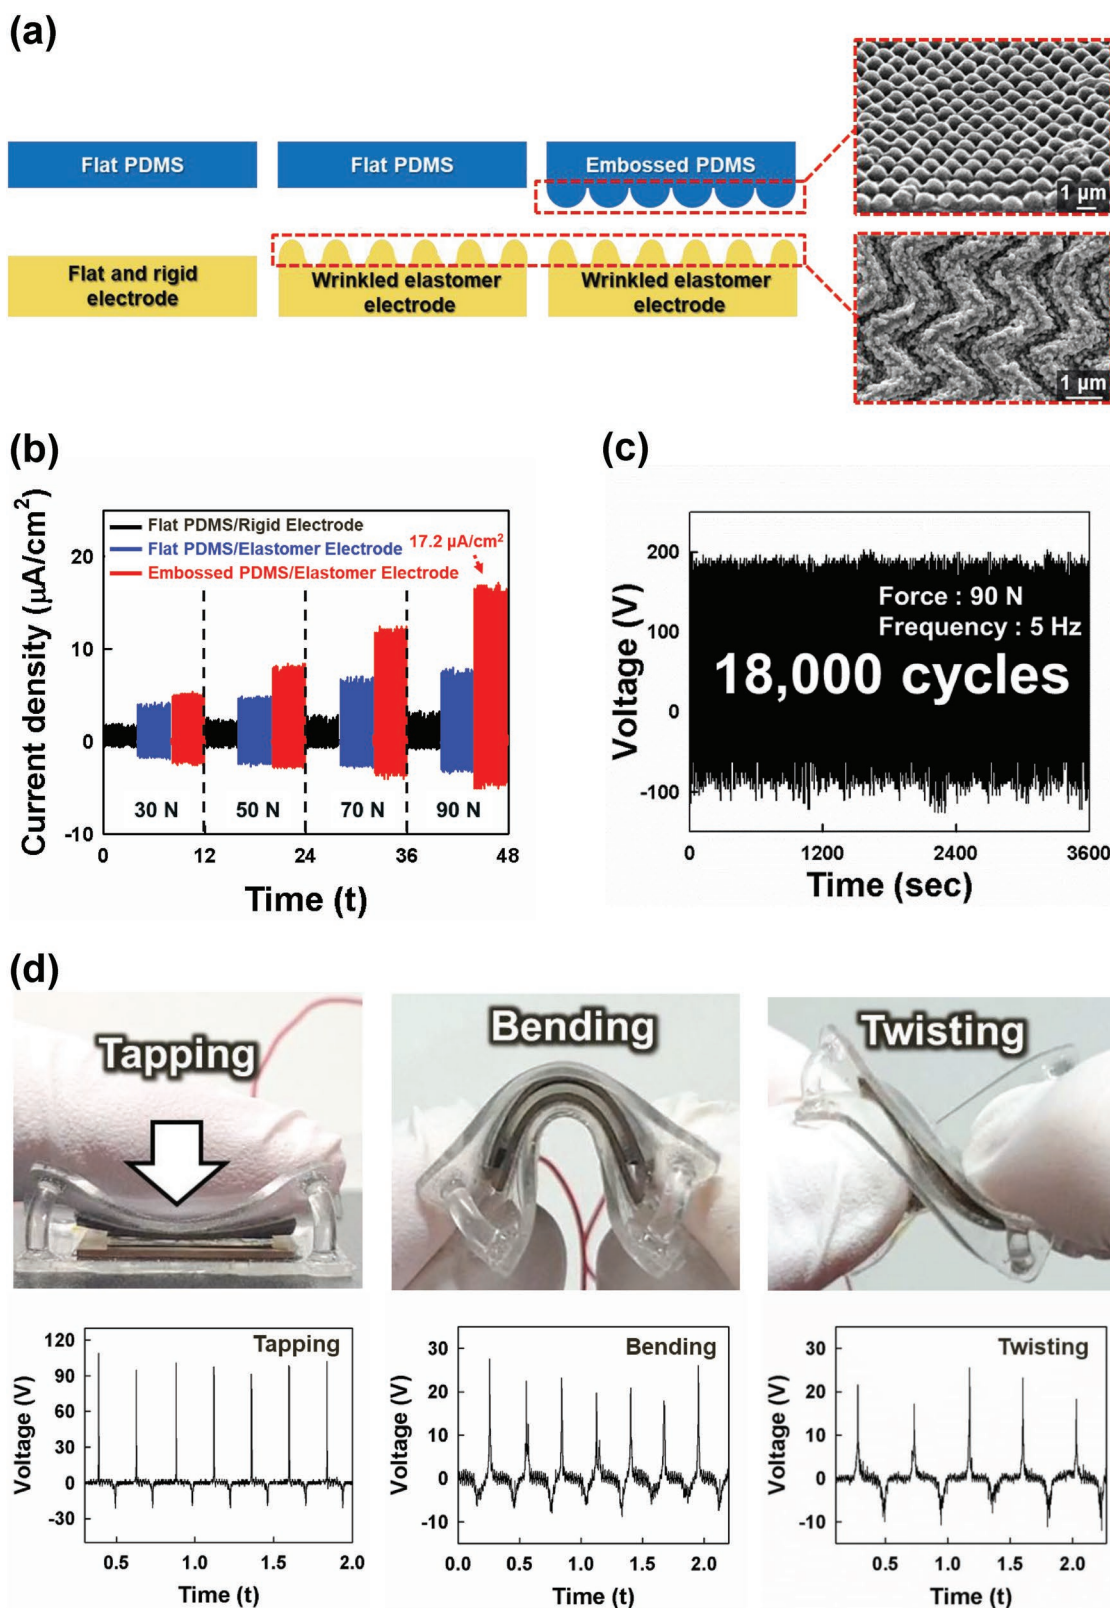 (a)
Flat PDMS
Flat PDMS
Embossed PDMS
1 µm
Flat and rigid
electrode
Wrinkled elastomer
electrode
Wrinkled elastomer
electrode
1 µm
(b)
Current density (µA/cm²)
20
10
0
-10
Flat PDMS/Rigid Electrode
Flat PDMS/Elastomer Electrode
Embossed PDMS/Elastomer Electrode
17.2 µA/cm²
30 N
50 N
70 N
90 N
0
12
24
36
48
Time (t)
(c)
Voltage (V)
200
100
0
-100
Force : 90 N
Frequency : 5 Hz
18,000 cycles
0
1200
2400
3600
Time (sec)
(d)
Tapping
Bending
Twisting
Voltage (V)
120
90
60
30
0
-30
Tapping
0.5
1.0
1.5
2.0
Time (t)
Voltage (V)
30
20
10
0
-10
Bending
0.0
0.5
1.0
1.5
2.0
Time (t)
Voltage (V)
30
20
10
0
-10
Twisting
0.5
1.0
1.5
2.0
Time (t)